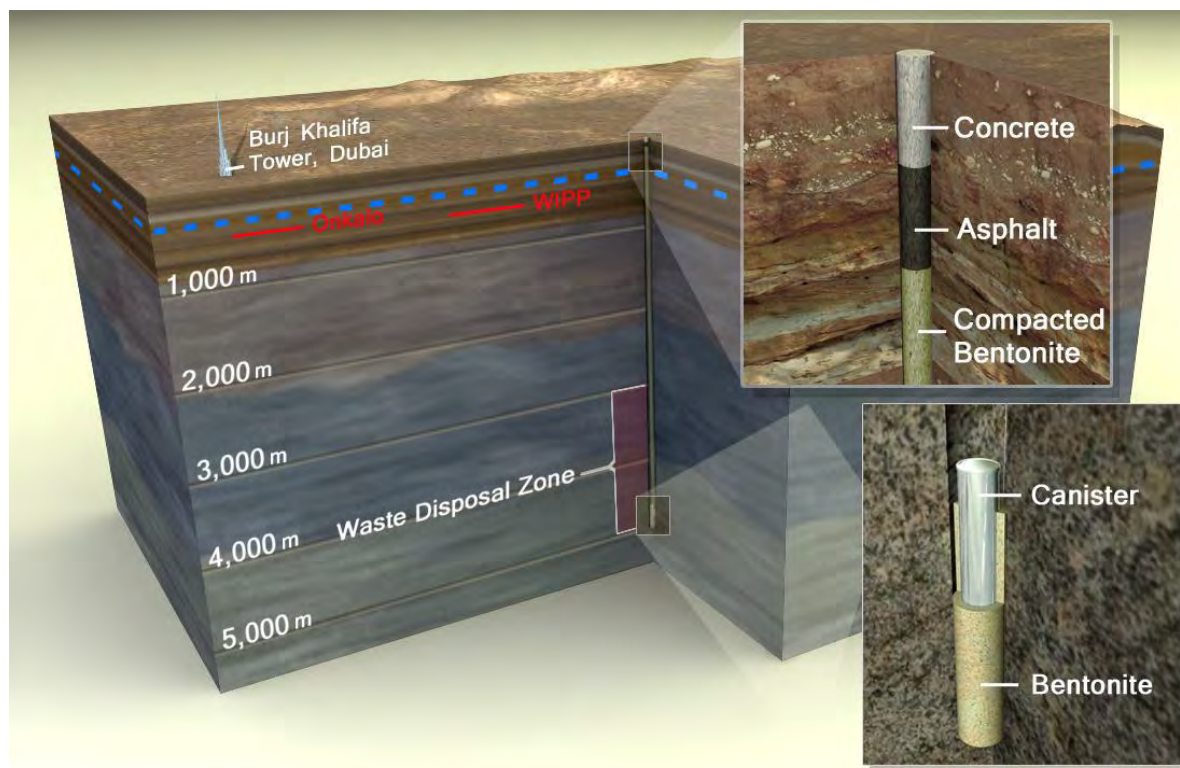 Burj Khalifa
Tower, Dubai
Onkalo
WIPP
1,000 m
2,000 m
3,000 m
4,000 m
5,000 m
Waste Disposal Zone
Concrete
Asphalt
Compacted
Bentonite
Canister
Bentonite